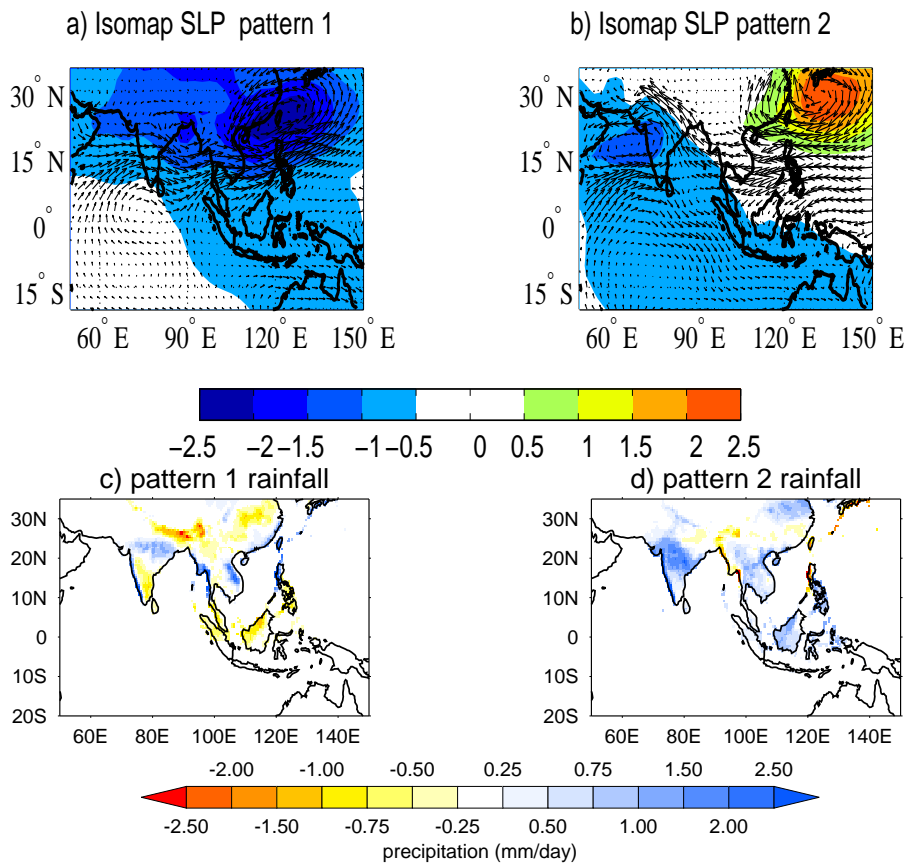 a) Isomap SLP pattern 1
b) Isomap SLP pattern 2
30° N
15° N
0°
15° S
60° E 90° E 120° E 150° E
30° N
15° N
0°
15° S
60° E 90° E 120° E 150° E
−2.5 −2−1.5 −1−0.5 0 0.5 1 1.5 2 2.5
c) pattern 1 rainfall
d) pattern 2 rainfall
30N
20N
10N
0
10S
20S
60E 80E 100E 120E 140E
30N
20N
10N
0
10S
20S
60E 80E 100E 120E 140E
-2.00 -1.00 -0.50 0.25 0.75 1.50 2.50
-2.50 -1.50 -0.75 -0.25 0.50 1.00 2.00
precipitation (mm/day)